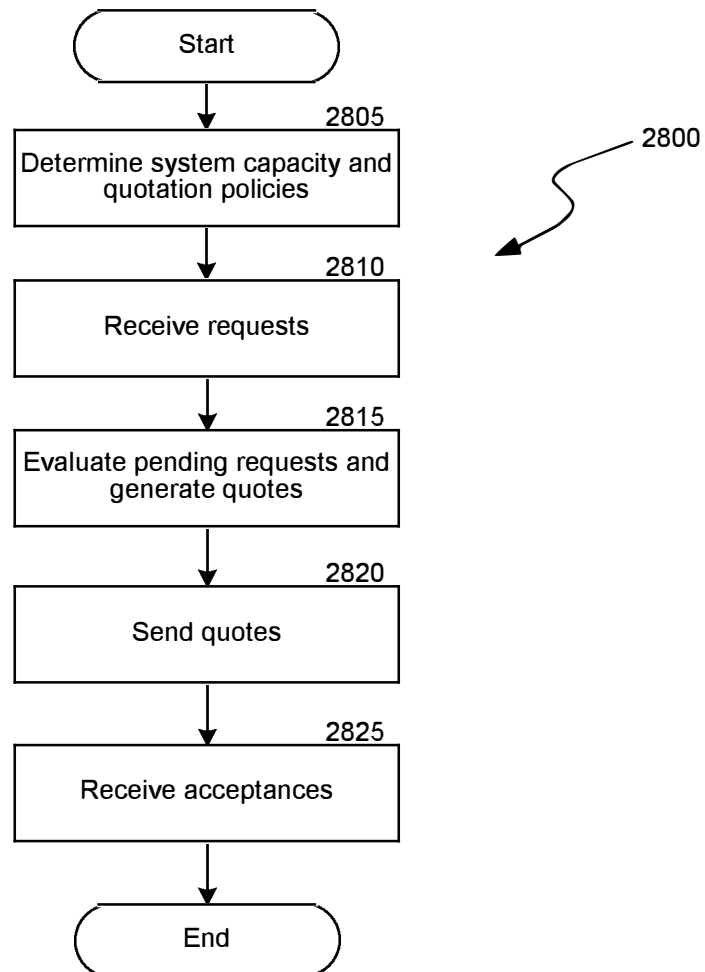 Start
2805
Determine system capacity and
quotation policies
2800
2810
Receive requests
2815
Evaluate pending requests and
generate quotes
2820
Send quotes
2825
Receive acceptances
End